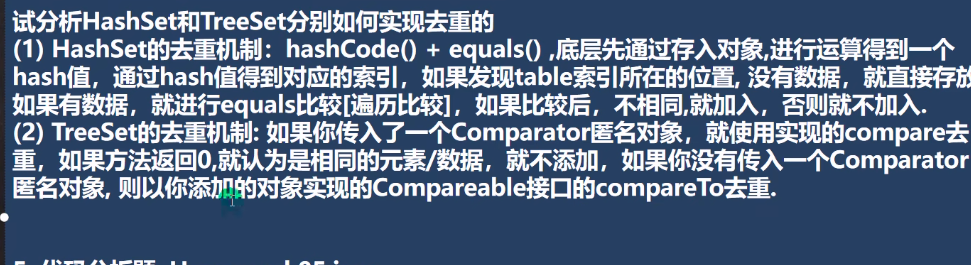 试分析HashSet和TreeSet分别如何实现去重的
(1) HashSet的去重机制：hashCode() + equals() ,底层先通过存入对象,进行运算得到一个
hash值，通过hash值得到对应的索引，如果发现table索引所在的位置, 没有数据，就直接存放
如果有数据，就进行equals比较[遍历比较]，如果比较后，不相同,就加入，否则就不加入.
(2) TreeSet的去重机制: 如果你传入了一个Comparator匿名对象，就使用实现的compare去
重，如果方法返回0,就认为是相同的元素/数据，就不添加，如果你没有传入一个Comparator
匿名对象, 则以你添加的对象实现的Compareable接口的compareTo去重.